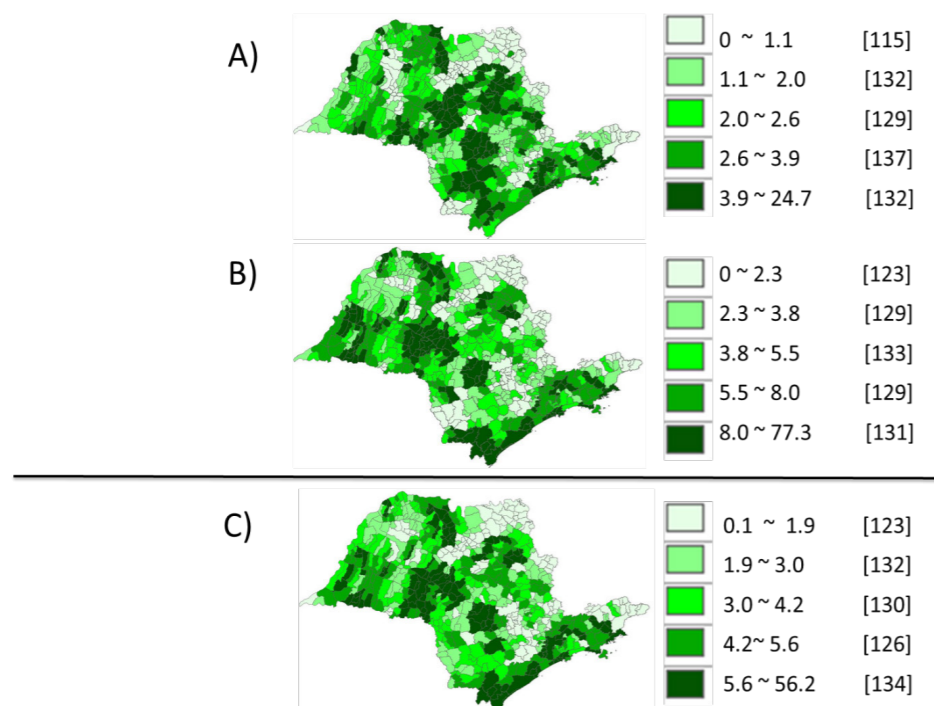 A)
0 ~ 1.1 [115]
1.1 ~ 2.0 [132]
2.0 ~ 2.6 [129]
2.6 ~ 3.9 [137]
3.9 ~ 24.7 [132]
B)
0 ~ 2.3 [123]
2.3 ~ 3.8 [129]
3.8 ~ 5.5 [133]
5.5 ~ 8.0 [129]
8.0 ~ 77.3 [131]
C)
0.1 ~ 1.9 [123]
1.9 ~ 3.0 [132]
3.0 ~ 4.2 [130]
4.2~ 5.6 [126]
5.6 ~ 56.2 [134]